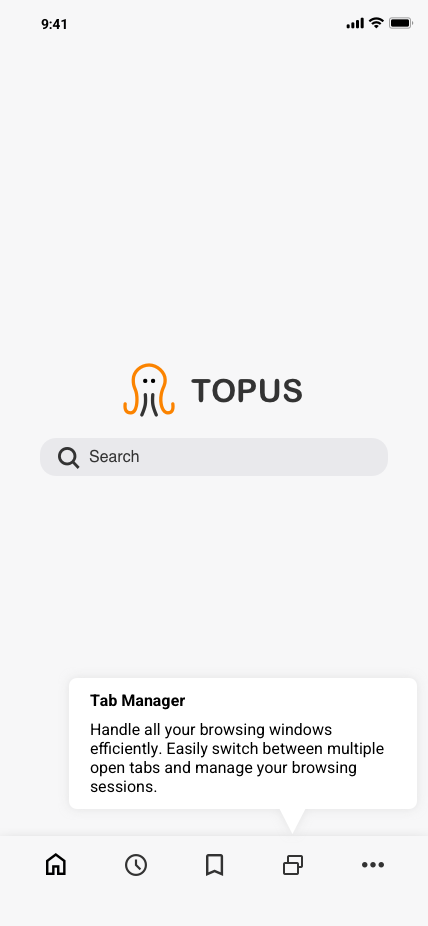 9:41
TOPUS
Search
Tab Manager
Handle all your browsing windows
efficiently. Easily switch between multiple
open tabs and manage your browsing
sessions.